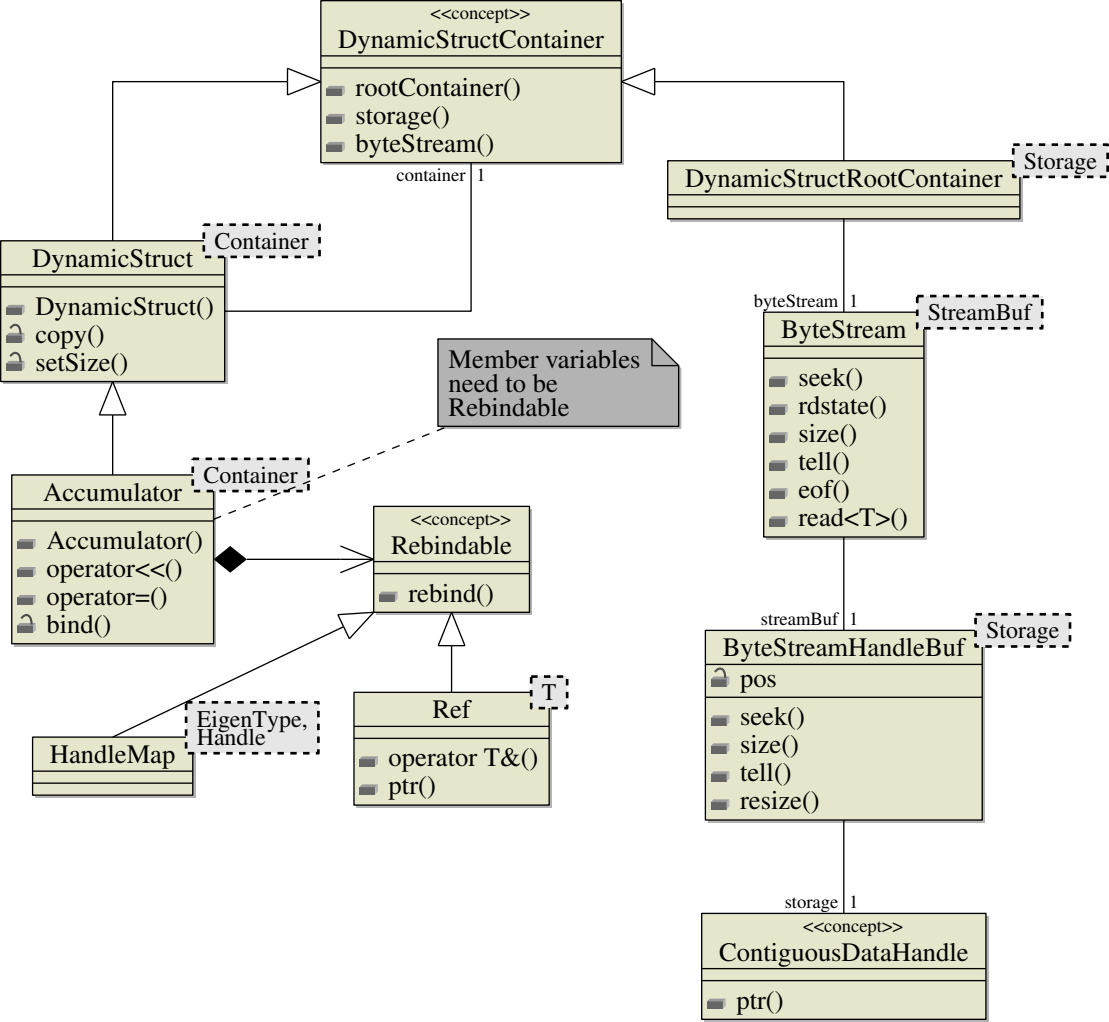 <<concept>>
DynamicStructContainer
rootContainer()
storage()
byteStream()
container 1
Storage
DynamicStructRootContainer
Container
DynamicStruct
DynamicStruct()
copy()
setSize()
byteStream 1
StreamBuf
ByteStream
seek()
rdstate()
size()
tell()
eof()
read<T>()
Member variables
need to be
Rebindable
Container
Accumulator
Accumulator()
operator<<()
operator=()
bind()
<<concept>>
Rebindable
rebind()
streamBuf 1
Storage
ByteStreamHandleBuf
pos
seek()
size()
tell()
resize()
EigenType,
Handle
HandleMap
T
Ref
operator T&()
ptr()
storage 1
<<concept>>
ContiguousDataHandle
ptr()